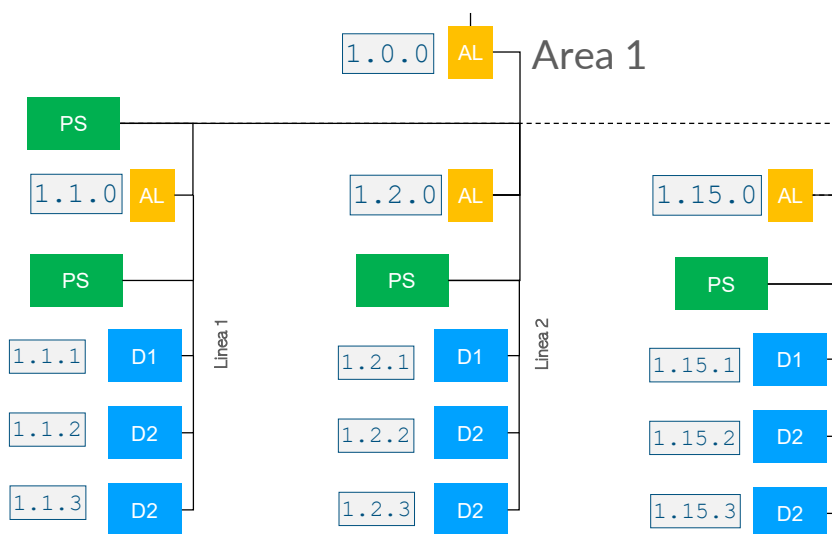 1.0.0 AL Area 1
PS
1.1.0 AL 1.2.0 AL 1.15.0 AL
PS PS PS
Linea 1 Linea 2
1.1.1 D1 1.2.1 D1 1.15.1 D1
1.1.2 D2 1.2.2 D2 1.15.2 D2
1.1.3 D2 1.2.3 D2 1.15.3 D2